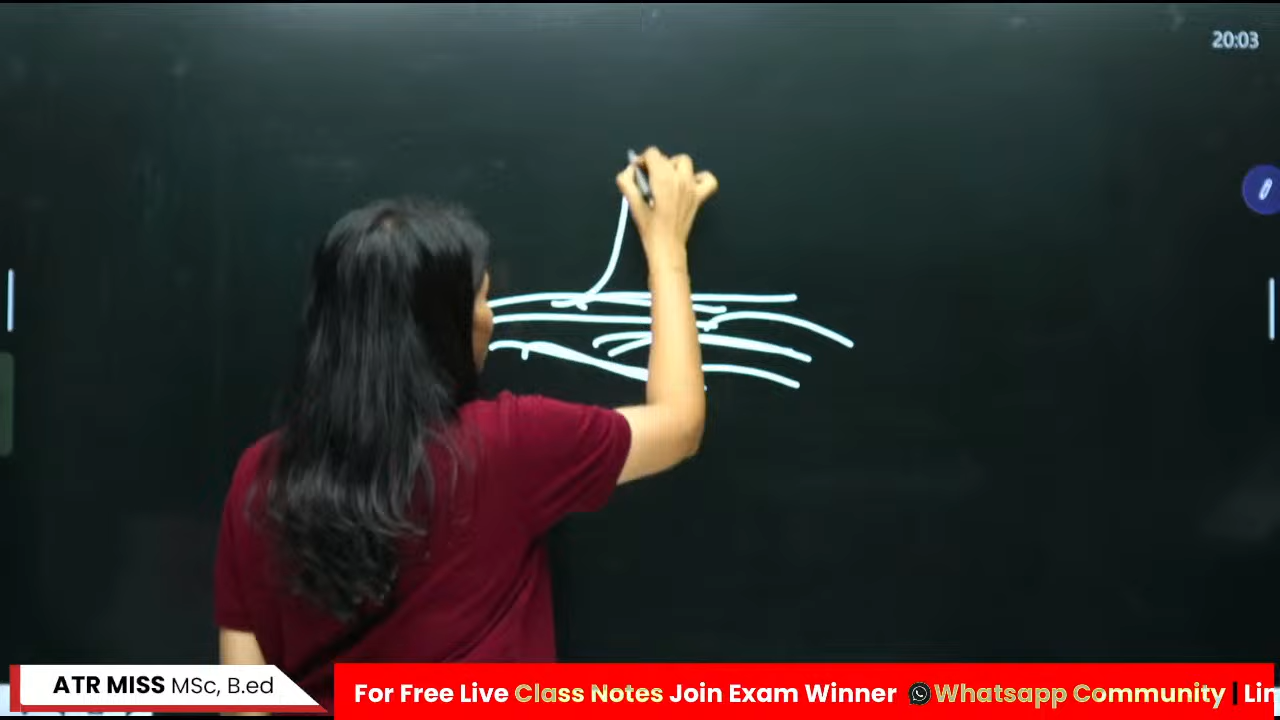 20:03
ATR MISS MSc, B.ed
For Free Live Class Notes Join Exam Winner Whatsapp Community | Lin